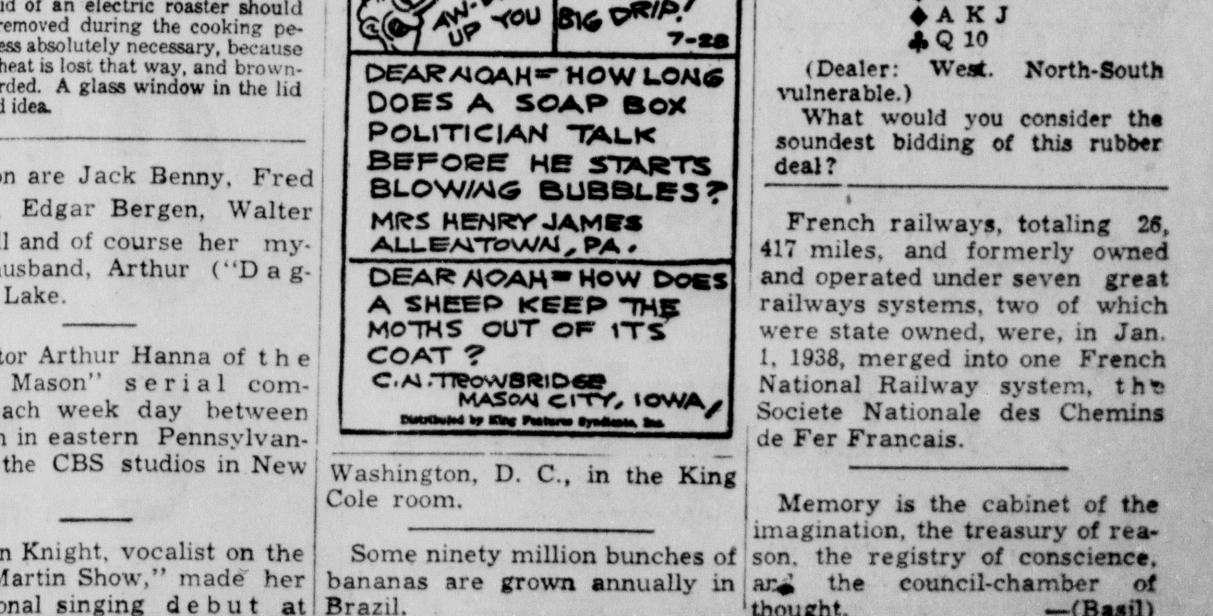 id of an electric roaster should
removed during the cooking pe-
ess absolutely necessary, because
heat is lost that way, and brown-
rded. A glass window in the lid
d idea.
on are Jack Benny, Fred
Edgar Bergen, Walter
ll and of course her my-
usband, Arthur ("Dag-
Lake.
tor Arthur Hanna of the
Mason" serial com-
ach week day between
n in eastern Pennsylvan-
the CBS studios in New
n Knight, vocalist on the
Martin Show," made her
onal singing debut at
AW-
UP YOU
BIG DRIP!
7-28
DEAR NOAH= HOW LONG
DOES A SOAP BOX
POLITICIAN TALK
BEFORE HE STARTS
BLOWING BUBBLES?
MRS HENRY JAMES
ALLENTOWN, PA.
DEAR NOAH= HOW DOES
A SHEEP KEEP THE
MOTHS OUT OF ITS
COAT?
C.N. TROWBRIDGE
MASON CITY, IOWA
Distributed by King Features Syndicate, Inc.
Washington, D. C., in the King
Cole room.
Some ninety million bunches of
bananas are grown annually in
Brazil.
♦ A K J
♣ Q 10
(Dealer: West. North-South
vulnerable.)
What would you consider the
soundest bidding of this rubber
deal?
French railways, totaling 26,
417 miles, and formerly owned
and operated under seven great
railways systems, two of which
were state owned, were, in Jan.
1, 1938, merged into one French
National Railway system, the
Societe Nationale des Chemins
de Fer Francais.
Memory is the cabinet of the
imagination, the treasury of rea-
son, the registry of conscience,
and the council-chamber of
thought. —(Basil)